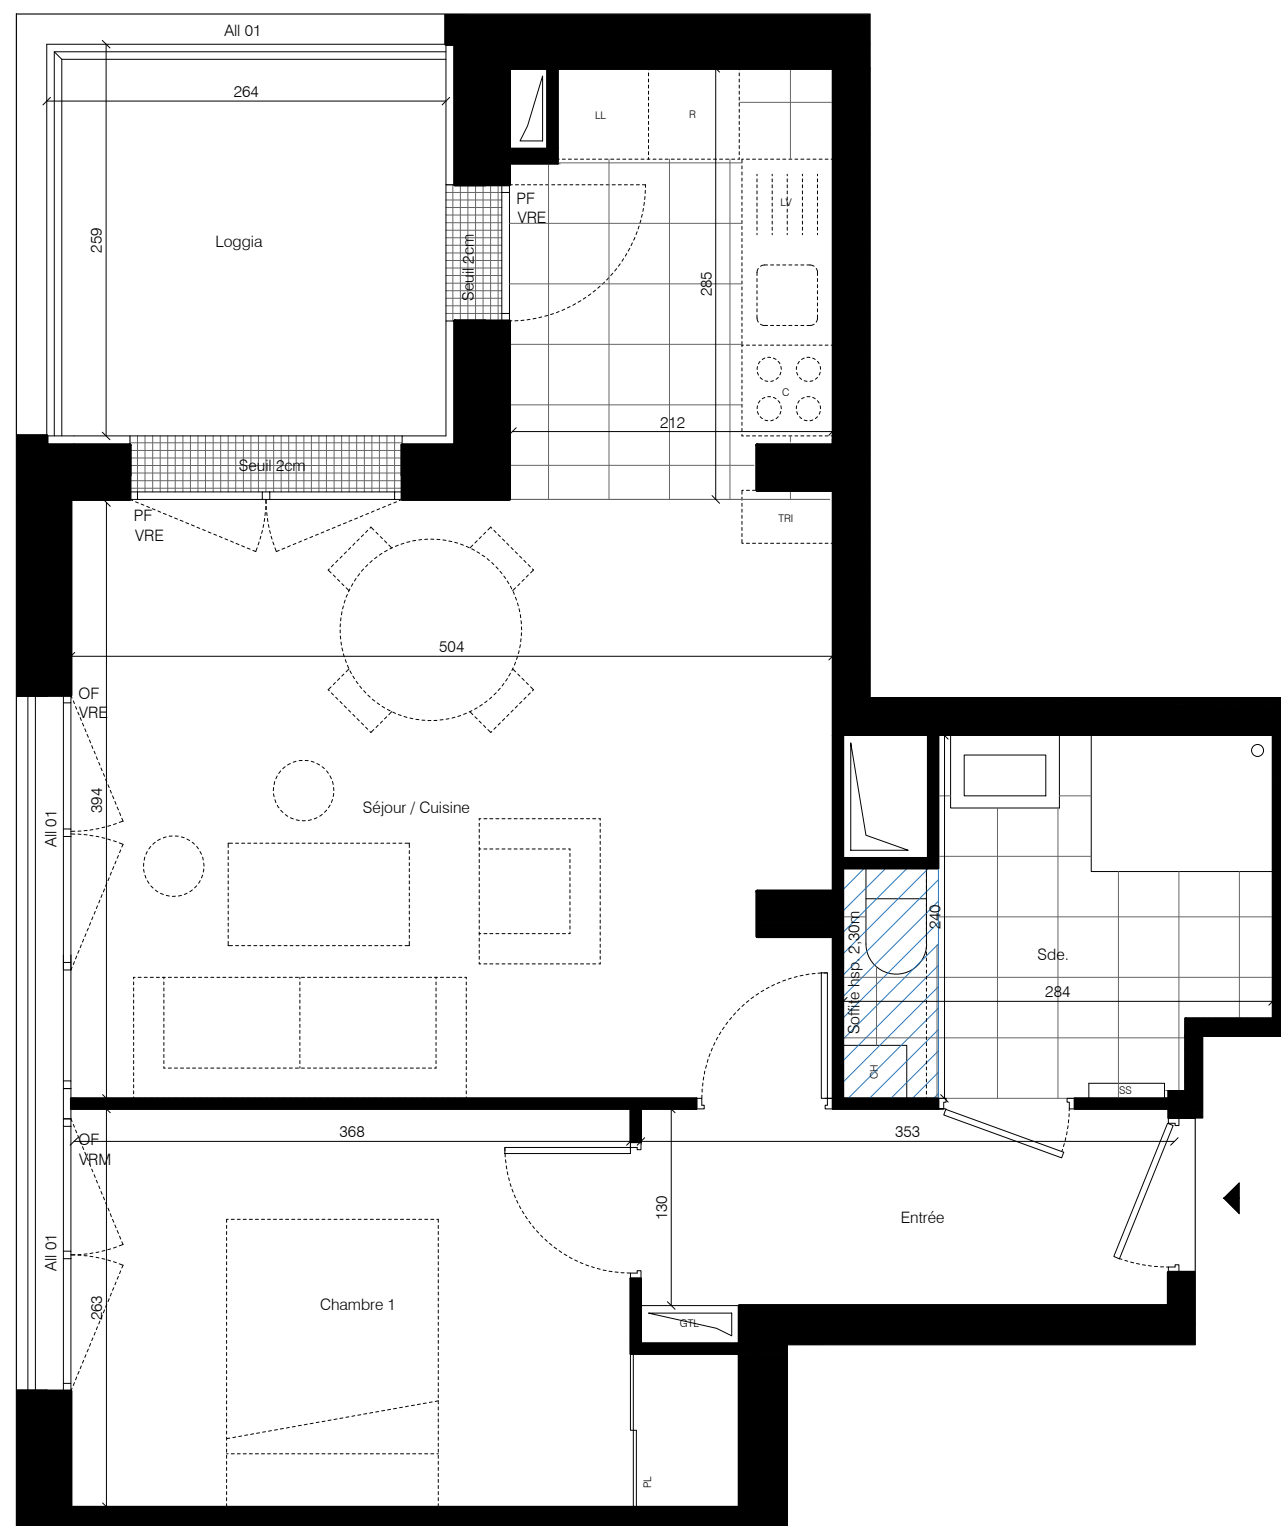 All 01
264
259
Loggia
Seuil 2cm
PF
VRE
LL
R
LV
285
C
212
Seuil 2cm
PF
VRE
TRI
504
OF
VRE
394
All 01
Séjour / Cuisine
Soffite hsp. 2,30m
240
Sde.
284
CH
SS
OF
VRM
368
353
130
Entrée
All 01
263
Chambre 1
GTL
PL